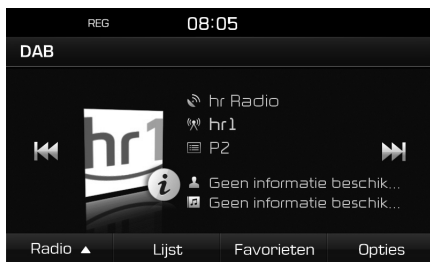 REG 08:05
DAB
hr Radio
hr1
hr1
P2
Geen informatie beschik...
Geen informatie beschik...
Radio ▲ Lijst Favorieten Opties